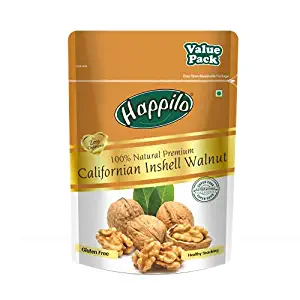 Value
Pack
Happilo
100% Natural Premium
Californian Inshell Walnut
Gluten Free
Healthy Snacking